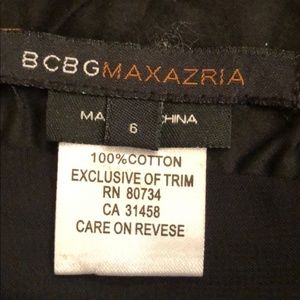 BCBGMAXAZRIA
MA CHINA
6
100%COTTON
EXCLUSIVE OF TRIM
RN 80734
CA 31458
CARE ON REVESE